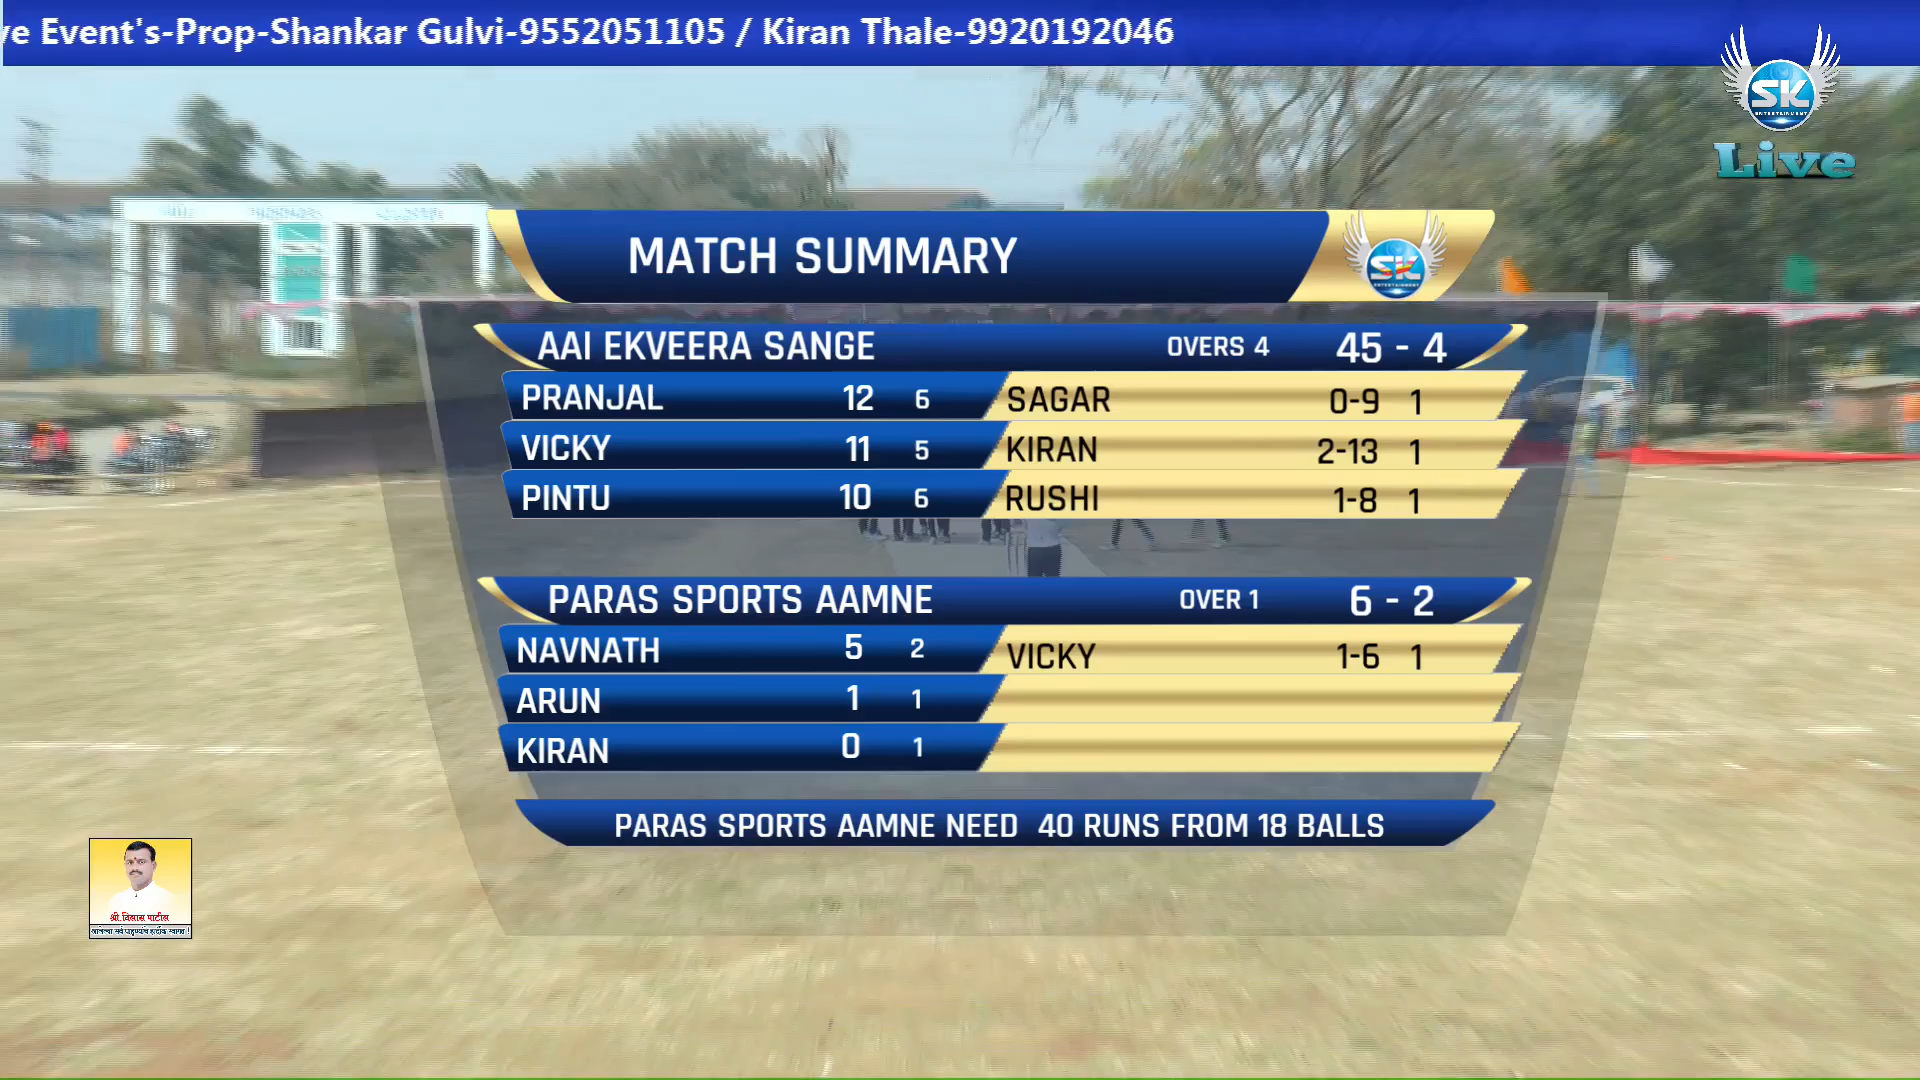 ve Event's-Prop-Shankar Gulvi-9552051105 / Kiran Thale-9920192046
SK
ENTERTAINMENT
Live
MATCH SUMMARY
SK
ENTERTAINMENT
AAI EKVEERA SANGE OVERS 4 45 - 4
PRANJAL 12 6 SAGAR 0-9 1
VICKY 11 5 KIRAN 2-13 1
PINTU 10 6 RUSHI 1-8 1
PARAS SPORTS AAMNE OVER 1 6 - 2
NAVNATH 5 2 VICKY 1-6 1
ARUN 1 1
KIRAN 0 1
PARAS SPORTS AAMNE NEED 40 RUNS FROM 18 BALLS
श्री.विलास पाटील